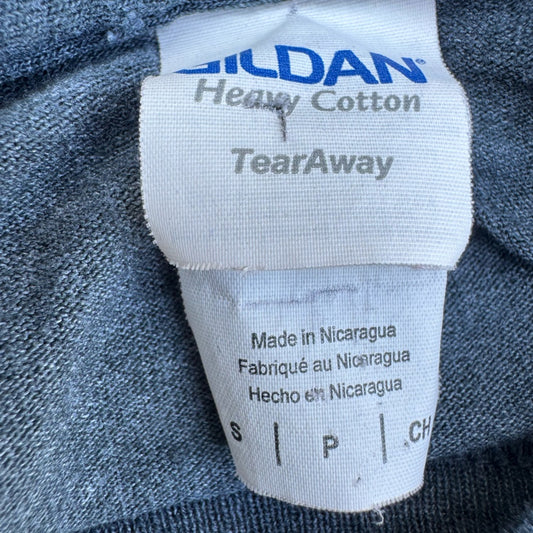 GILDAN®
Heavy Cotton
TearAway
Made in Nicaragua
Fabriqué au Nicaragua
Hecho en Nicaragua
S | P | CH